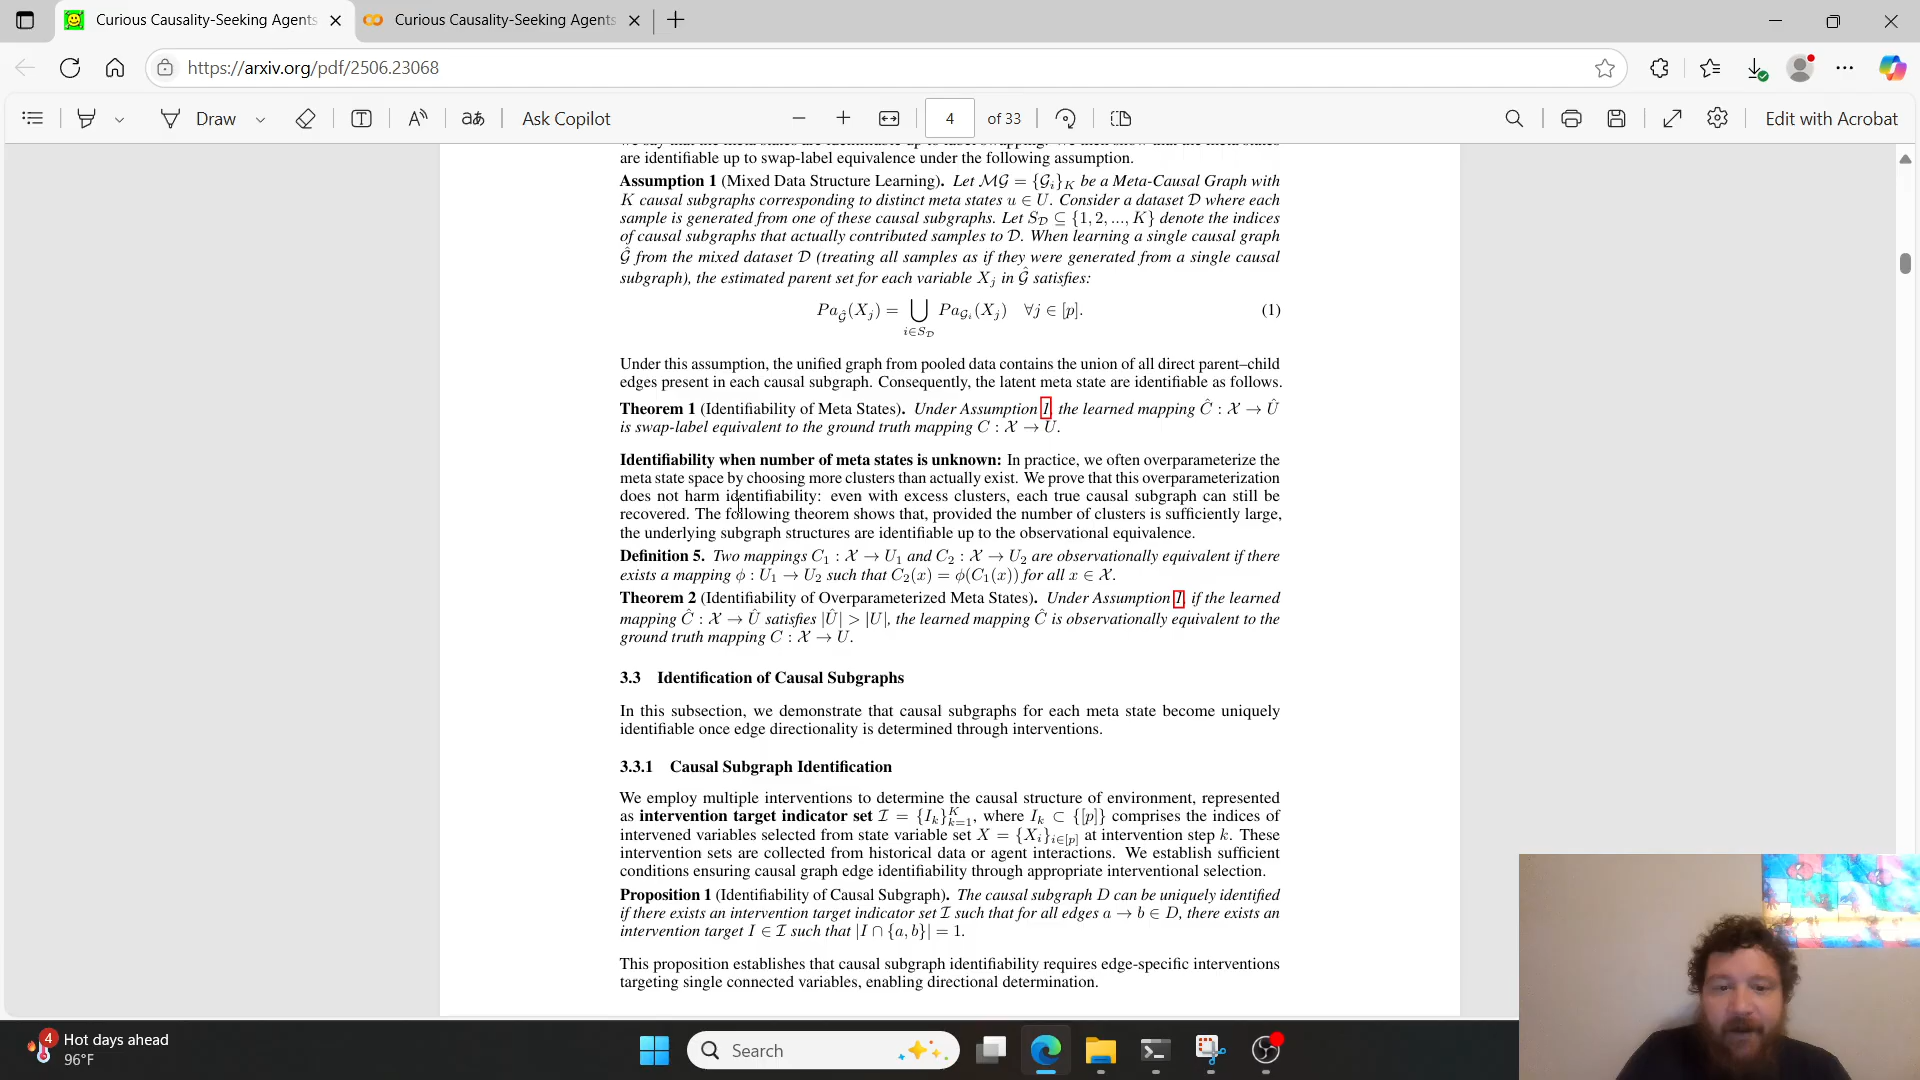 Curious Causality-Seeking Agents
Curious Causality-Seeking Agents
https://arxiv.org/pdf/2506.23068
Draw
aあ
Ask Copilot
4 of 33
Edit with Acrobat
are identifiable up to swap-label equivalence under the following assumption.
Assumption 1 (Mixed Data Structure Learning). Let ℳ𝒢 = {𝒢ᵢ}_K be a Meta-Causal Graph with
K causal subgraphs corresponding to distinct meta states u ∈ U. Consider a dataset 𝒟 where each
sample is generated from one of these causal subgraphs. Let S_𝒟 ⊆ {1, 2, ..., K} denote the indices
of causal subgraphs that actually contributed samples to 𝒟. When learning a single causal graph
𝒢̂ from the mixed dataset 𝒟 (treating all samples as if they were generated from a single causal
subgraph), the estimated parent set for each variable X_j in 𝒢̂ satisfies:
Pa_𝒢̂(X_j) = ⋃_{i∈S_𝒟} Pa_𝒢ᵢ(X_j) ∀j ∈ [p]. (1)
Under this assumption, the unified graph from pooled data contains the union of all direct parent–child
edges present in each causal subgraph. Consequently, the latent meta state are identifiable as follows.
Theorem 1 (Identifiability of Meta States). Under Assumption 1, the learned mapping Ĉ : 𝒳 → Û
is swap-label equivalent to the ground truth mapping C : 𝒳 → U.
Identifiability when number of meta states is unknown: In practice, we often overparameterize the
meta state space by choosing more clusters than actually exist. We prove that this overparameterization
does not harm identifiability: even with excess clusters, each true causal subgraph can still be
recovered. The following theorem shows that, provided the number of clusters is sufficiently large,
the underlying subgraph structures are identifiable up to the observational equivalence.
Definition 5. Two mappings C₁ : 𝒳 → U₁ and C₂ : 𝒳 → U₂ are observationally equivalent if there
exists a mapping ϕ : U₁ → U₂ such that C₂(x) = ϕ(C₁(x)) for all x ∈ 𝒳.
Theorem 2 (Identifiability of Overparameterized Meta States). Under Assumption 1, if the learned
mapping Ĉ : 𝒳 → Û satisfies |Û| > |U|, the learned mapping Ĉ is observationally equivalent to the
ground truth mapping C : 𝒳 → U.
3.3 Identification of Causal Subgraphs
In this subsection, we demonstrate that causal subgraphs for each meta state become uniquely
identifiable once edge directionality is determined through interventions.
3.3.1 Causal Subgraph Identification
We employ multiple interventions to determine the causal structure of environment, represented
as intervention target indicator set ℐ = {I_k}_{k=1}^K, where I_k ⊂ {[p]} comprises the indices of
intervened variables selected from state variable set X = {X_i}_{i∈[p]} at intervention step k. These
intervention sets are collected from historical data or agent interactions. We establish sufficient
conditions ensuring causal graph edge identifiability through appropriate interventional selection.
Proposition 1 (Identifiability of Causal Subgraph). The causal subgraph D can be uniquely identified
if there exists an intervention target indicator set ℐ such that for all edges a → b ∈ D, there exists an
intervention target I ∈ ℐ such that |I ∩ {a, b}| = 1.
This proposition establishes that causal subgraph identifiability requires edge-specific interventions
targeting single connected variables, enabling directional determination.
4
Hot days ahead
96°F
Search